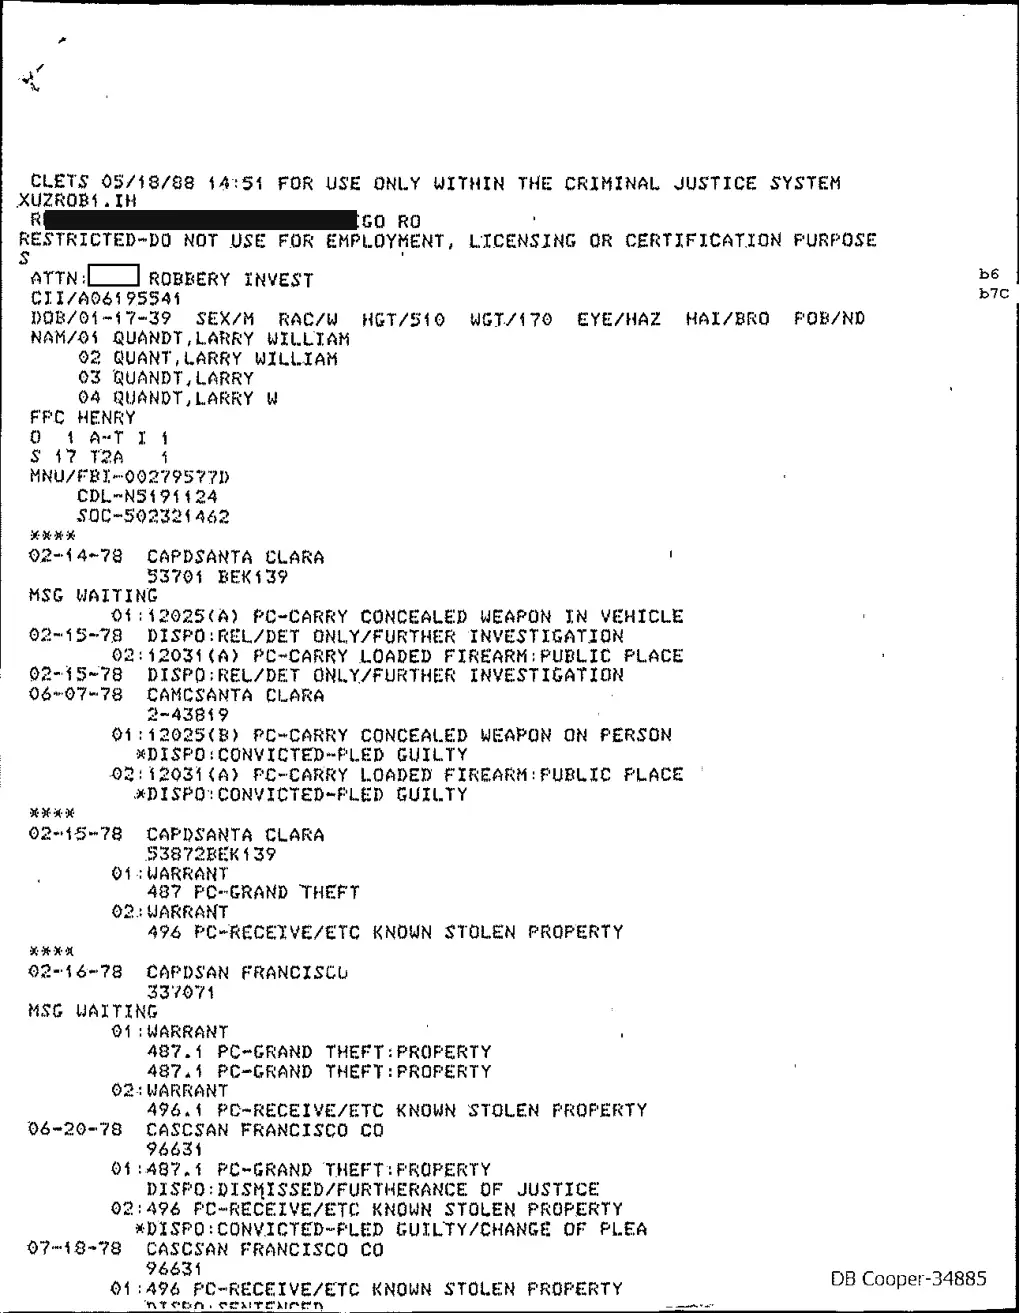 CLETS 05/18/88 14:51 FOR USE ONLY WITHIN THE CRIMINAL JUSTICE SYSTEM
XUZROB1.IH
R GO RO
RESTRICTED-DO NOT USE FOR EMPLOYMENT, LICENSING OR CERTIFICATION PURPOSE
S
ATTN: ROBBERY INVEST
b6
CII/A06195541
b7C
DOB/01-17-39 SEX/M RAC/W HGT/510 WGT/170 EYE/HAZ HAI/BRO POB/ND
NAM/01 QUANDT,LARRY WILLIAM
02 QUANT,LARRY WILLIAM
03 QUANDT,LARRY
04 QUANDT,LARRY W
FPC HENRY
O 1 A-T I 1
S 17 T2A 1
MNU/FBI-00279577D
CDL-N5191124
SOC-502321462
****
02-14-78 CAPDSANTA CLARA
53701 BEK139
MSG WAITING
01:12025(A) PC-CARRY CONCEALED WEAPON IN VEHICLE
02-15-78 DISPO:REL/DET ONLY/FURTHER INVESTIGATION
02:12031(A) PC-CARRY LOADED FIREARM:PUBLIC PLACE
02-15-78 DISPO:REL/DET ONLY/FURTHER INVESTIGATION
06-07-78 CAMCSANTA CLARA
2-43819
01:12025(B) PC-CARRY CONCEALED WEAPON ON PERSON
*DISPO:CONVICTED-PLED GUILTY
02:12031(A) PC-CARRY LOADED FIREARM:PUBLIC PLACE
*DISPO:CONVICTED-PLED GUILTY
****
02-15-78 CAPDSANTA CLARA
53872BEK139
01:WARRANT
487 PC-GRAND THEFT
02:WARRANT
496 PC-RECEIVE/ETC KNOWN STOLEN PROPERTY
****
02-16-78 CAPDSAN FRANCISCO
337071
MSG WAITING
01:WARRANT
487.1 PC-GRAND THEFT:PROPERTY
487.1 PC-GRAND THEFT:PROPERTY
02:WARRANT
496.1 PC-RECEIVE/ETC KNOWN STOLEN PROPERTY
06-20-78 CASCSAN FRANCISCO CO
96631
01:487.1 PC-GRAND THEFT:PROPERTY
DISPO:DISMISSED/FURTHERANCE OF JUSTICE
02:496 PC-RECEIVE/ETC KNOWN STOLEN PROPERTY
*DISPO:CONVICTED-PLED GUILTY/CHANGE OF PLEA
07-18-78 CASCSAN FRANCISCO CO
96631
01:496 PC-RECEIVE/ETC KNOWN STOLEN PROPERTY
DISPO:SENTENCED
DB Cooper-34885